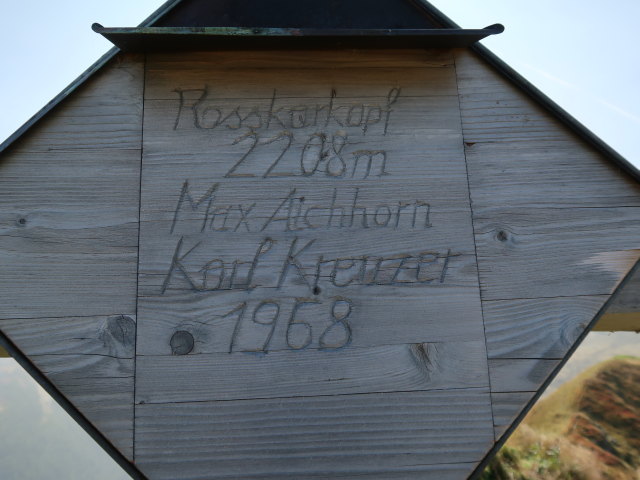 Rosskarkopf
2208m
Max Aichhorn
Karl Kreuzer
1968